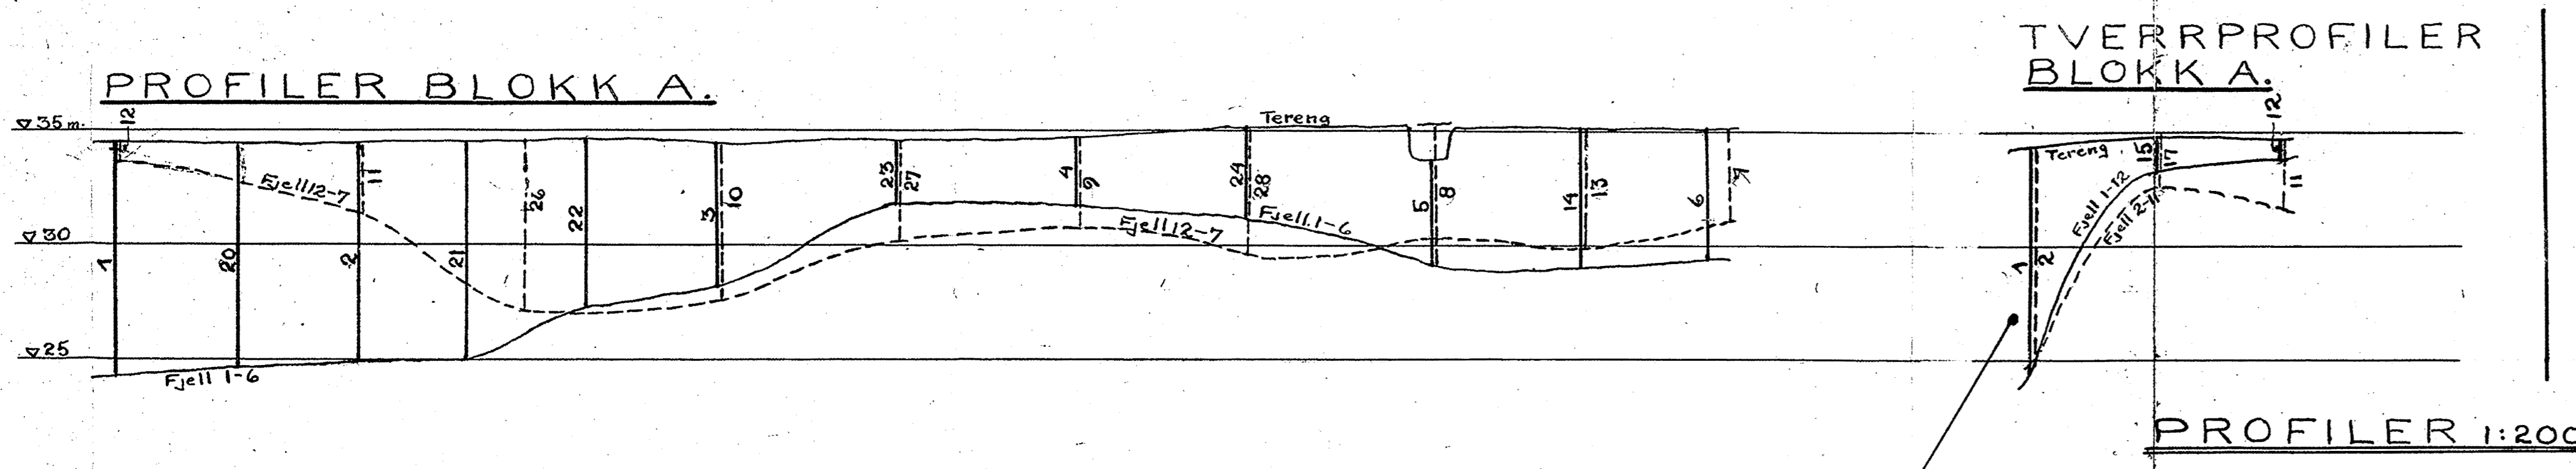 TVERRPROFILER
BLOKK A.
PROFILER BLOKK A.
12
12
▽35 m.
Tereng
Tereng
15
17
11
Fjell 12-7
11
26
22
3
10
23
27
4
9
24
28
5
8
14
13
6
7
Fjell 1-12
Fjell 2-11
Fjell 1-6
Fjell 12-7
▽30
1
20
2
21
1
2
▽25
Fjell 1-6
PROFILER 1:200